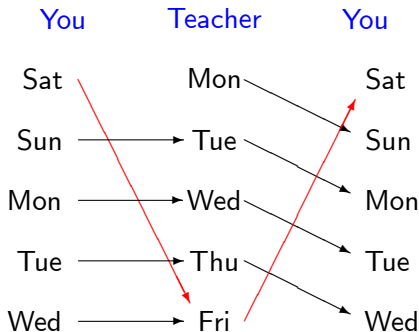 You Teacher You
Sat Mon Sat
Sun Tue Sun
Mon Wed Mon
Tue Thu Tue
Wed Fri Wed